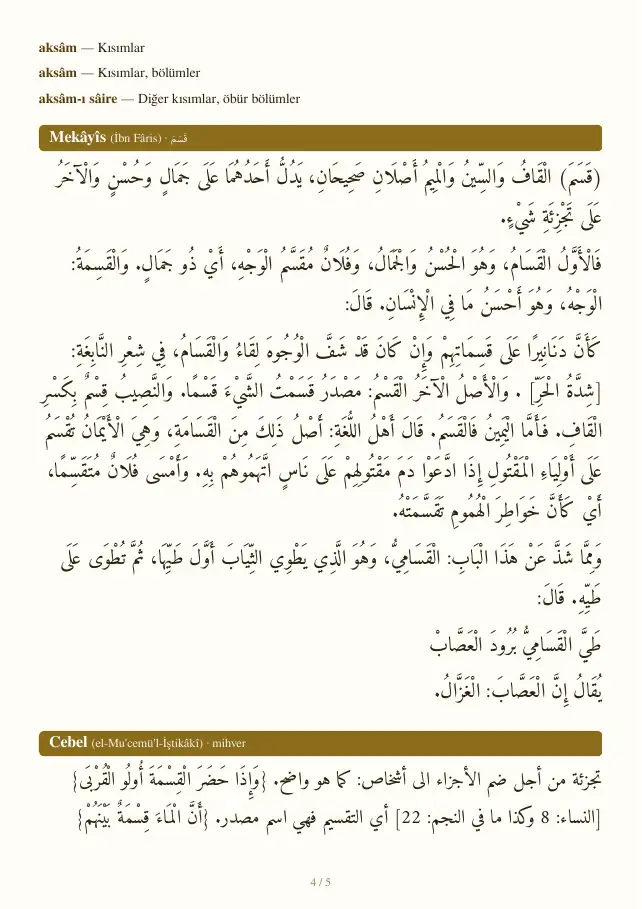 aksâm — Kısımlar
aksâm — Kısımlar, bölümler
aksâm-ı sâire — Diğer kısımlar, öbür bölümler
Mekâyîs (İbn Fâris) · قَسَمَ
(قَسَمَ) الْقَافُ وَالسِّينُ وَالْمِيمُ أَصْلَانِ صَحِيحَانِ، يَدُلُّ أَحَدُهُمَا عَلَى جَمَالٍ وَحُسْنٍ وَالْآخَرُ
عَلَى تَجْزِئَةِ شَيْءٍ.
فَالْأَوَّلُ الْقَسَامُ، وَهُوَ الْحُسْنُ وَالْجَمَالُ، وَفُلَانٌ مُقَسَّمُ الْوَجْهِ، أَيْ ذُو جَمَالٍ. وَالْقَسِمَةُ:
الْوَجْهُ، وَهُوَ أَحْسَنُ مَا فِي الْإِنْسَانِ. قَالَ:
كَأَنَّ دَنَانِيرًا عَلَى قَسِمَاتِهِمْ وَإِنْ كَانَ قَدْ شَفَّ الْوُجُوهَ لِقَاءُ وَالْقَسَامُ، فِي شِعْرِ النَّابِغَةِ:
[شِدَّةُ الْحَرِّ] . وَالْأَصْلُ الْآخَرُ الْقَسْمُ: مَصْدَرُ قَسَمْتُ الشَّيْءَ قَسْمًا. وَالنَّصِيبُ قِسْمٌ بِكَسْرِ
الْقَافِ. فَأَمَّا الْيَمِينُ فَالْقَسَمُ. قَالَ أَهْلُ اللُّغَةِ: أَصْلُ ذَلِكَ مِنَ الْقَسَامَةِ، وَهِيَ الْأَيْمَانُ تُقْسَمُ
عَلَى أَوْلِيَاءِ الْمَقْتُولِ إِذَا ادَّعَوْا دَمَ مَقْتُولِهِمْ عَلَى نَاسٍ اتَّهَمُوهُمْ بِهِ. وَأَمْسَى فُلَانٌ مُتَقَسِّمًا،
أَيْ كَأَنَّ خَوَاطِرَ الْهُمُومِ تَقَسَّمَتْهُ.
وَمِمَّا شَذَّ عَنْ هَذَا الْبَابِ: الْقَسَامِيُّ، وَهُوَ الَّذِي يَطْوِي الثِّيَابَ أَوَّلَ طَيِّهَا، ثُمَّ تُطْوَى عَلَى
طَيِّهِ. قَالَ:
طَيَّ الْقَسَامِيُّ بُرُودَ الْعَصَّابْ
يُقَالُ إِنَّ الْعَصَّابَ: الْغَزَّالُ.
Cebel (el-Mu'cemü'l-İştikâkî) · mihver
تجزئة من أجل ضم الأجزاء الى أشخاص: كما هو واضح. {وَإِذَا حَضَرَ الْقِسْمَةَ أُولُو الْقُرْبَى}
[النساء: 8 وكذا ما في النجم: 22] أي التقسيم فهي اسم مصدر. {أَنَّ الْمَاءَ قِسْمَةٌ بَيْنَهُمْ}
4 / 5